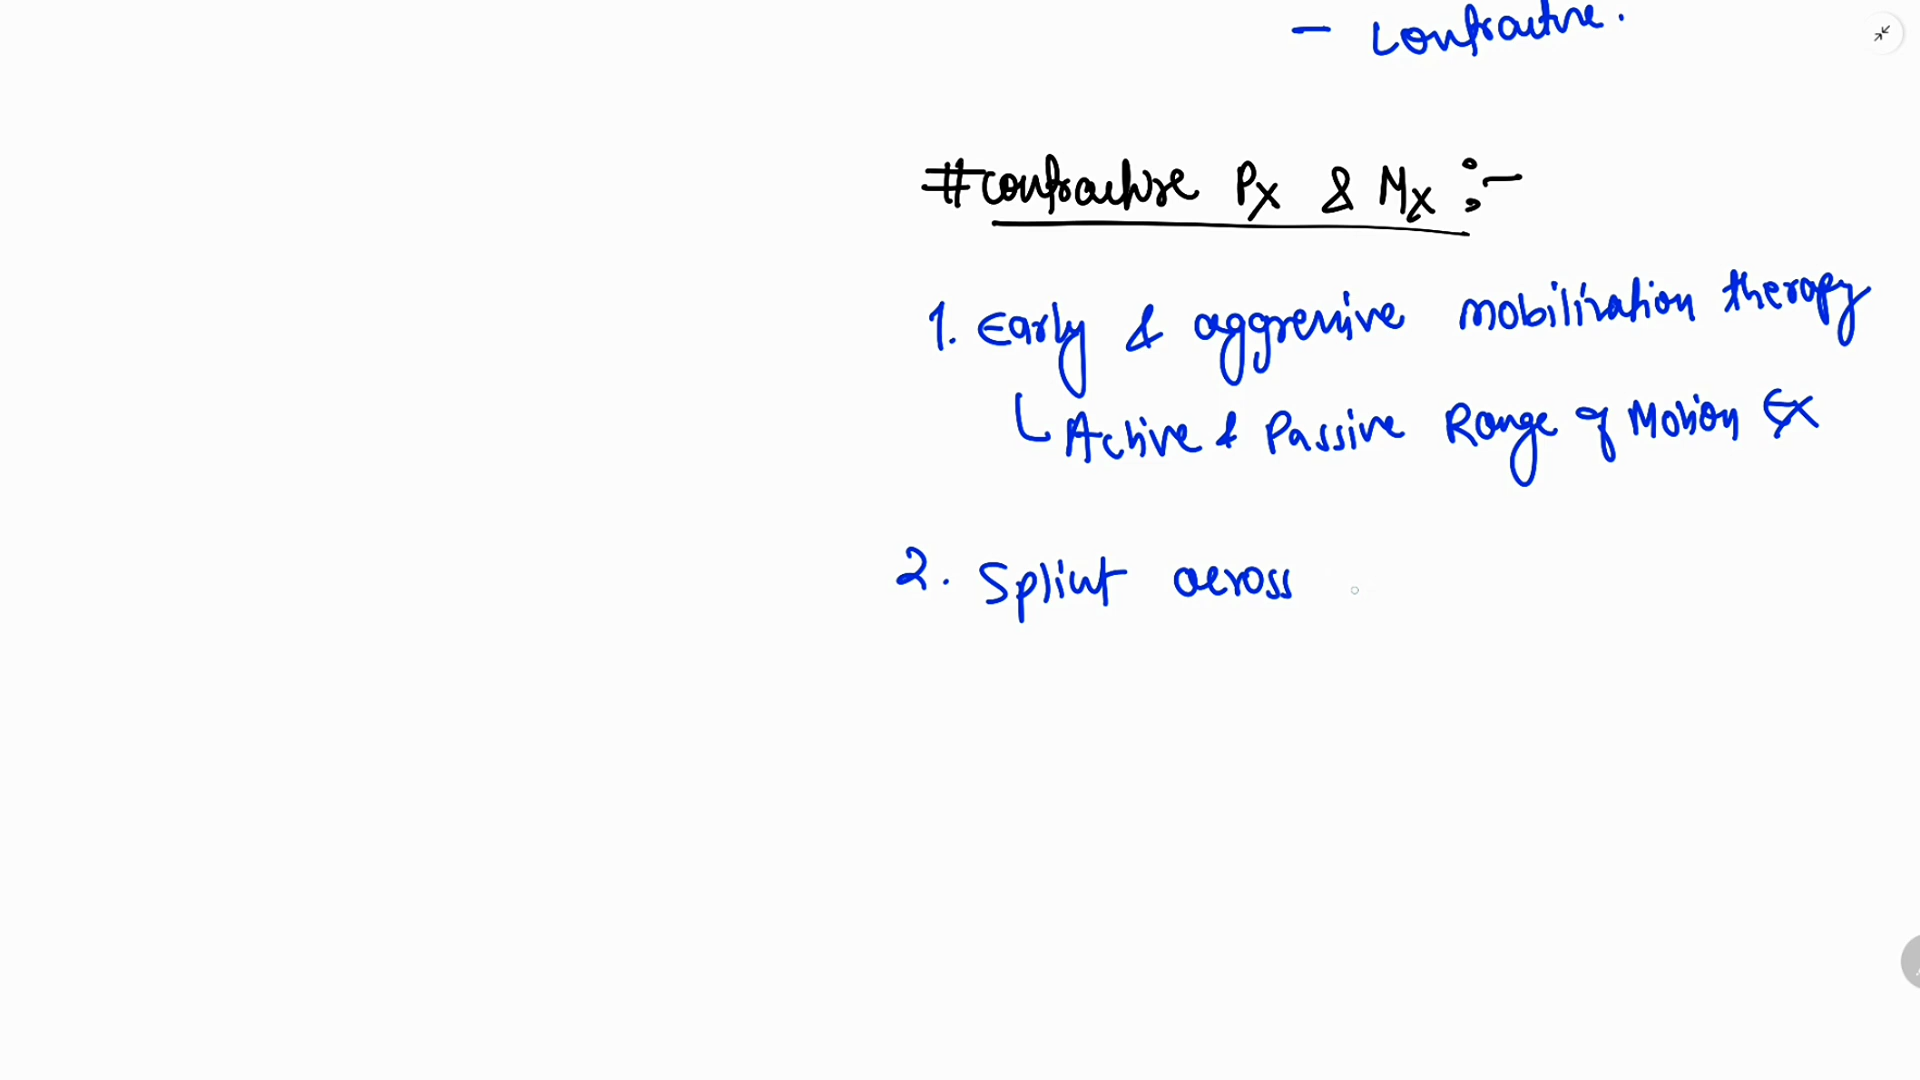 - Contracture.
#Contracture Px & Mx :-
1. Early & aggressive mobilization therapy
Active & Passive Range of Motion Ex
2. Splint across